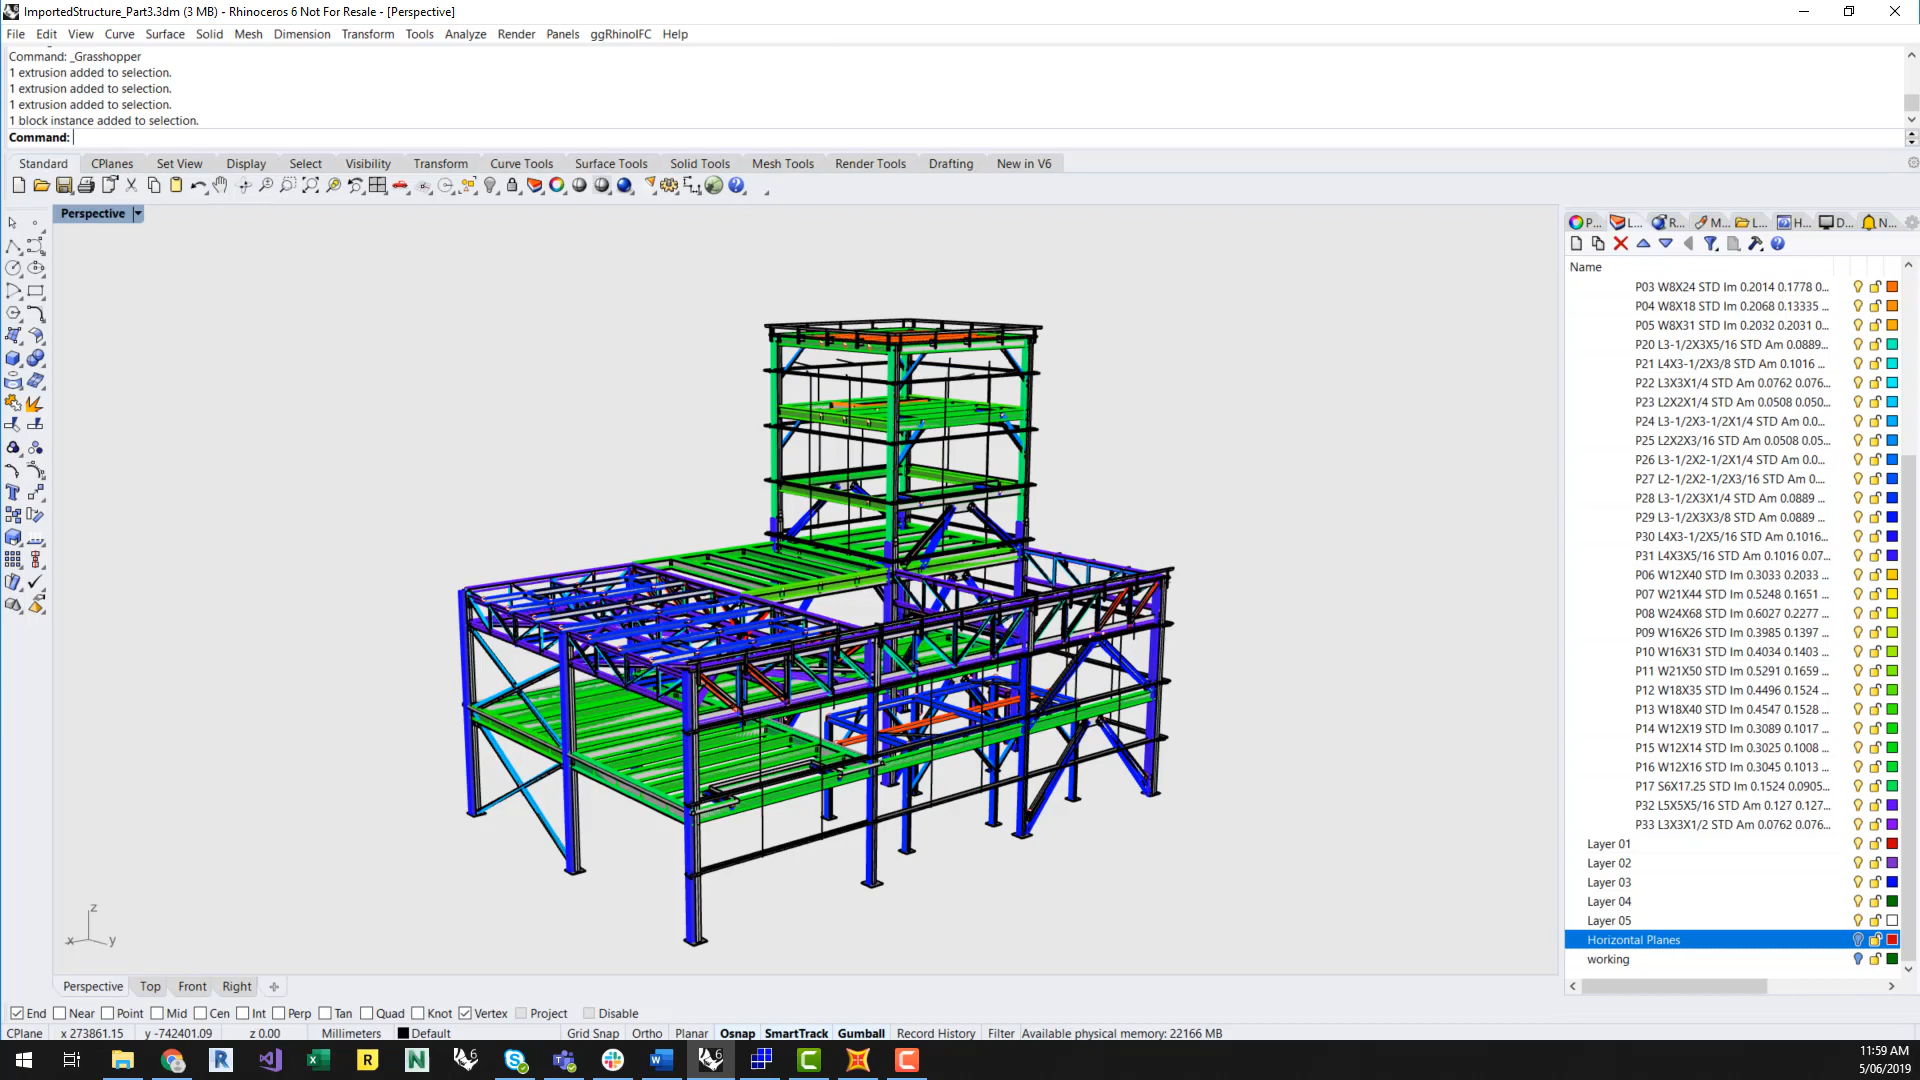 ImportedStructure_Part3.3dm (3 MB) - Rhinoceros 6 Not For Resale - [Perspective]
File Edit View Curve Surface Solid Mesh Dimension Transform Tools Analyze Render Panels ggRhinoIFC Help
Command: _Grasshopper
1 extrusion added to selection.
1 extrusion added to selection.
1 extrusion added to selection.
1 block instance added to selection.
Command:
Standard CPlanes Set View Display Select Visibility Transform Curve Tools Surface Tools Solid Tools Mesh Tools Render Tools Drafting New in V6
Perspective
P... L... R... M... L... H... D... N...
Name
P03 W8X24 STD Im 0.2014 0.1778 0...
P04 W8X18 STD Im 0.2068 0.13335 ...
P05 W8X31 STD Im 0.2032 0.2031 0...
P20 L3-1/2X3X5/16 STD Am 0.0889...
P21 L4X3-1/2X3/8 STD Am 0.1016 ...
P22 L3X3X1/4 STD Am 0.0762 0.076...
P23 L2X2X1/4 STD Am 0.0508 0.050...
P24 L3-1/2X3-1/2X1/4 STD Am 0.0...
P25 L2X2X3/16 STD Am 0.0508 0.05...
P26 L3-1/2X2-1/2X1/4 STD Am 0.0...
P27 L2-1/2X2-1/2X3/16 STD Am 0....
P28 L3-1/2X3X1/4 STD Am 0.0889 ...
P29 L3-1/2X3X3/8 STD Am 0.0889 ...
P30 L4X3-1/2X5/16 STD Am 0.1016...
P31 L4X3X5/16 STD Am 0.1016 0.07...
P06 W12X40 STD Im 0.3033 0.2033 ...
P07 W21X44 STD Im 0.5248 0.1651 ...
P08 W24X68 STD Im 0.6027 0.2277 ...
P09 W16X26 STD Im 0.3985 0.1397 ...
P10 W16X31 STD Im 0.4034 0.1403 ...
P11 W21X50 STD Im 0.5291 0.1659 ...
P12 W18X35 STD Im 0.4496 0.1524 ...
P13 W18X40 STD Im 0.4547 0.1528 ...
P14 W12X19 STD Im 0.3089 0.1017 ...
P15 W12X14 STD Im 0.3025 0.1008 ...
P16 W12X16 STD Im 0.3045 0.1013 ...
P17 S6X17.25 STD Im 0.1524 0.0905...
P32 L5X5X5/16 STD Am 0.127 0.127...
P33 L3X3X1/2 STD Am 0.0762 0.076...
Layer 01
Layer 02
Layer 03
Layer 04
Layer 05
Horizontal Planes
working
z
x y
Perspective Top Front Right
End Near Point Mid Cen Int Perp Tan Quad Knot Vertex Project Disable
CPlane x 273861.15 y -742401.09 z 0.00 Millimeters Default Grid Snap Ortho Planar Osnap SmartTrack Gumball Record History Filter Available physical memory: 22166 MB
11:59 AM
5/06/2019